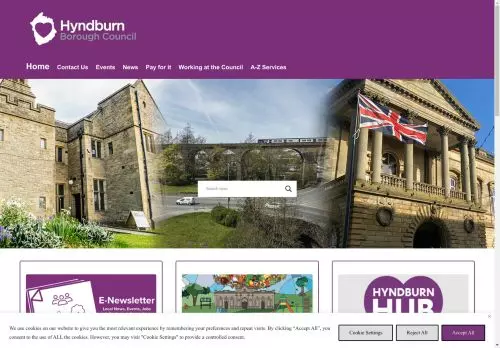 Hyndburn
Borough Council
Home Contact Us Events News Pay for it Working at the Council A-Z Services
E-Newsletter
Local News, Events, Jobs
HYNDBURN
HUB
We use cookies on our website to give you the most relevant experience by remembering your preferences and repeat visits. By clicking "Accept All", you
consent to the use of ALL the cookies. However, you may visit "Cookie Settings" to provide a controlled consent.
Cookie Settings Reject All Accept All